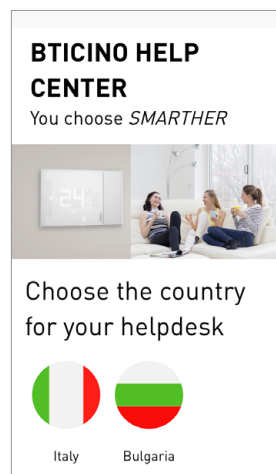 BTICINO HELP
CENTER
You choose SMARTHER
24
Choose the country
for your helpdesk
Italy
Bulgaria